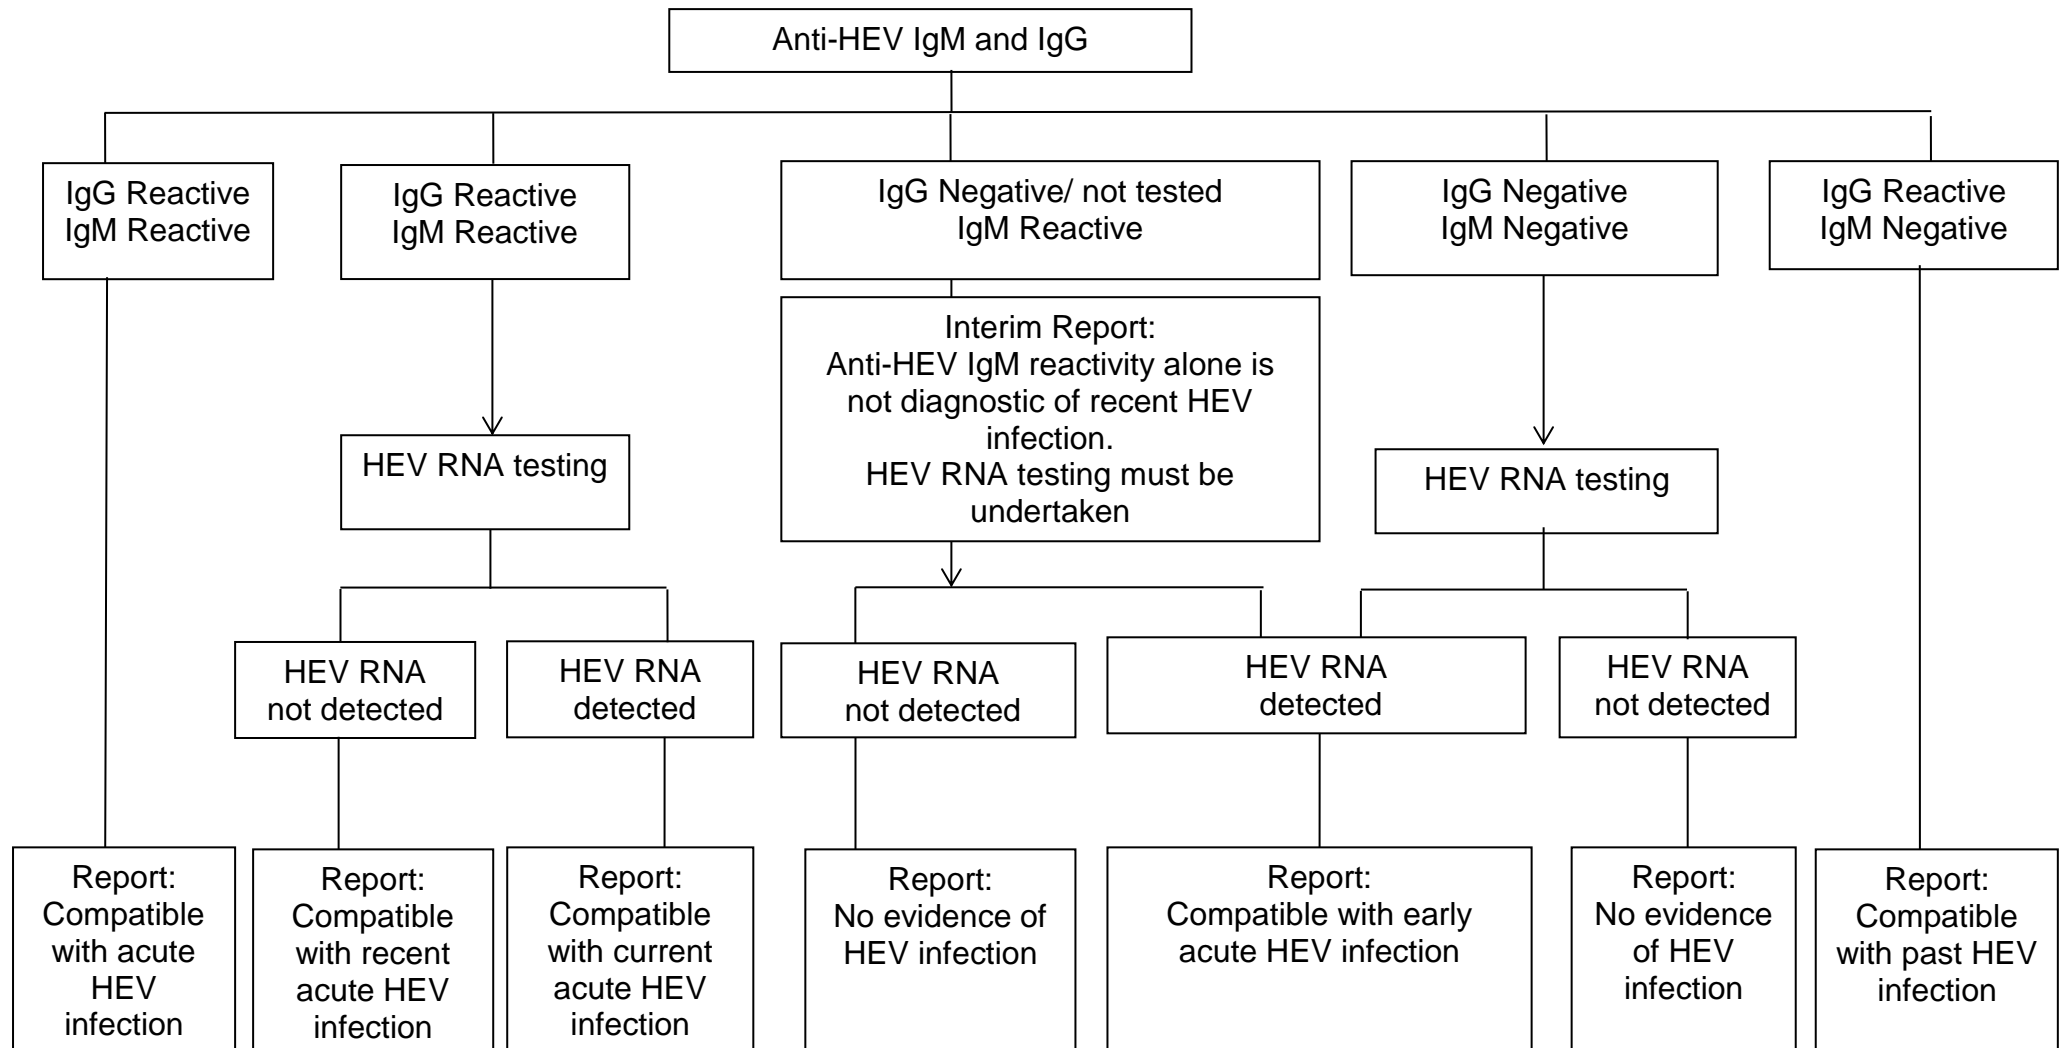 Anti-HEV IgM and IgG
IgG Reactive
IgM Reactive
IgG Reactive
IgM Reactive
IgG Negative/ not tested
IgM Reactive
IgG Negative
IgM Negative
IgG Reactive
IgM Negative
Interim Report:
Anti-HEV IgM reactivity alone is
not diagnostic of recent HEV
infection.
HEV RNA testing must be
undertaken
HEV RNA testing
HEV RNA testing
HEV RNA
not detected
HEV RNA
detected
HEV RNA
not detected
HEV RNA
detected
HEV RNA
not detected
Report:
Compatible
with acute
HEV
infection
Report:
Compatible
with recent
acute HEV
infection
Report:
Compatible
with current
acute HEV
infection
Report:
No evidence of
HEV infection
Report:
Compatible with early
acute HEV infection
Report:
No evidence
of HEV
infection
Report:
Compatible
with past HEV
infection